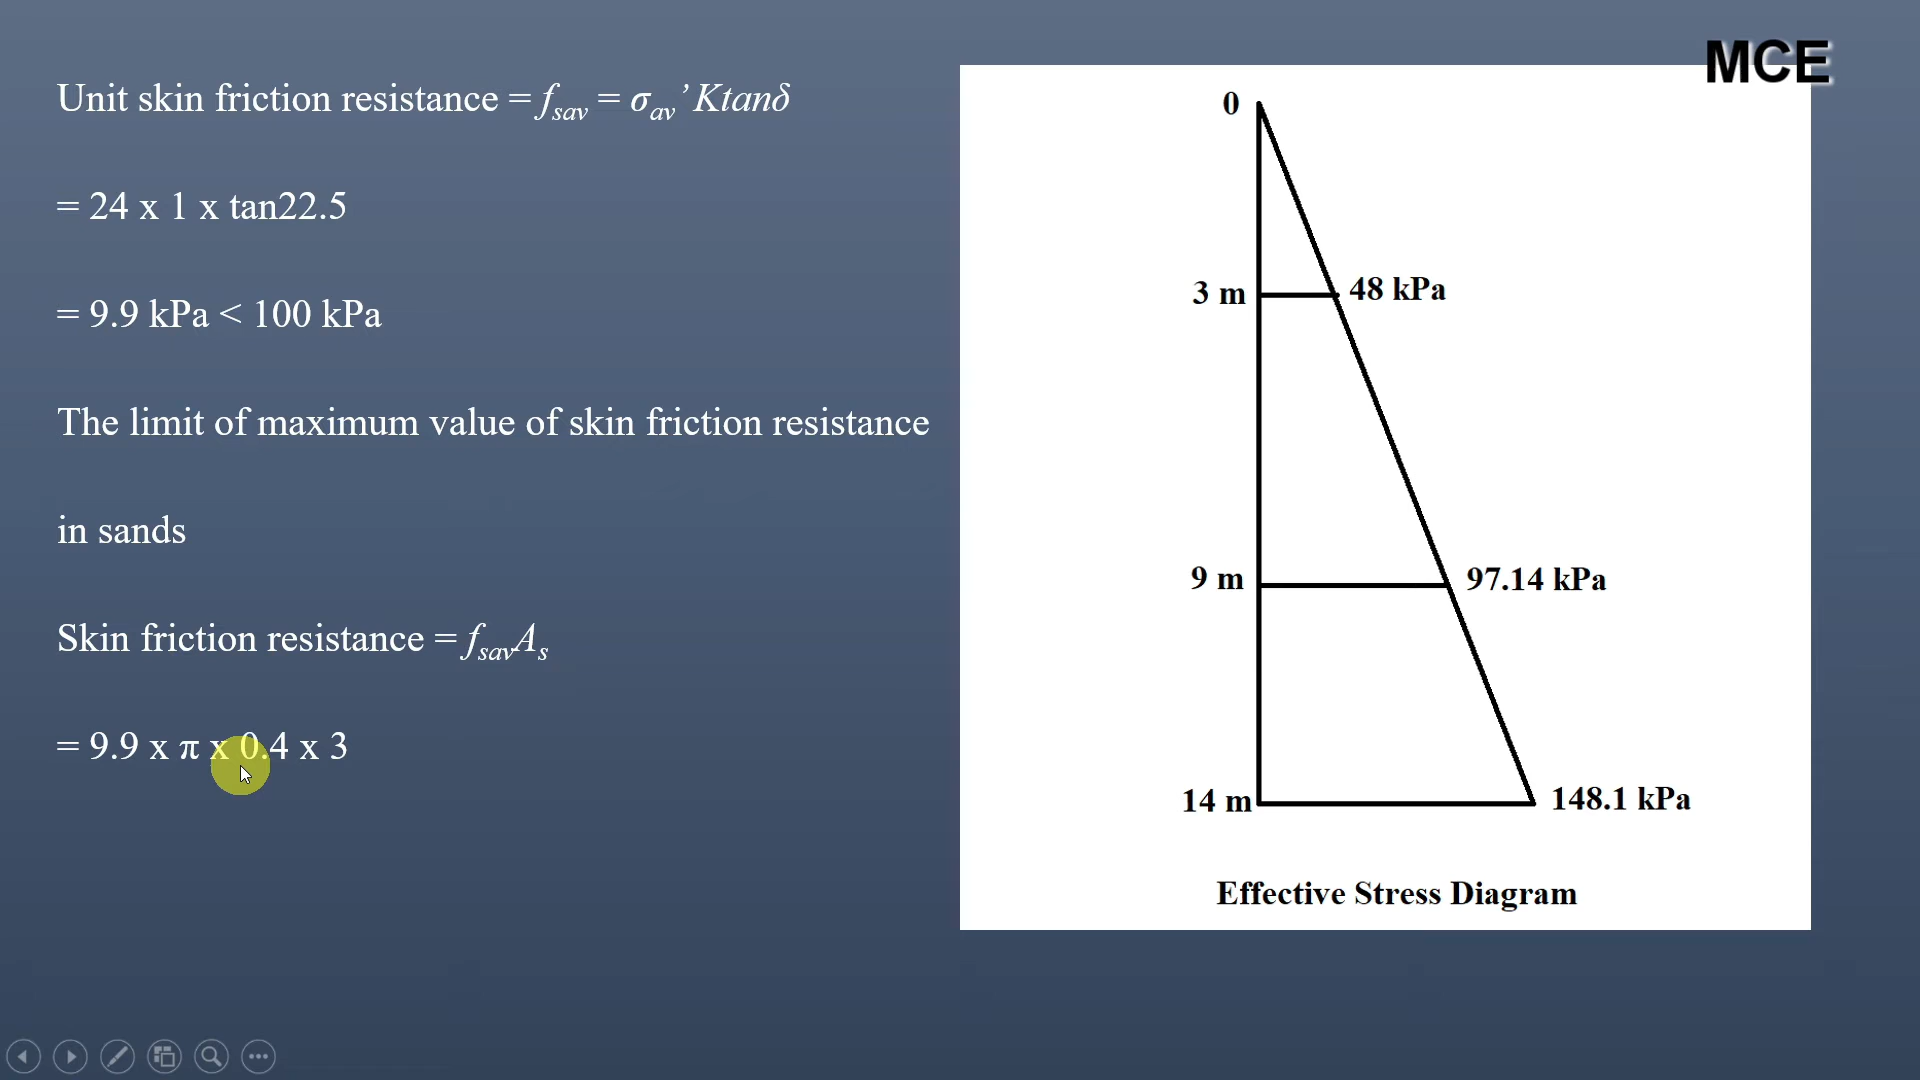 MCE
Unit skin friction resistance = fsav = σav’ Ktanδ
= 24 x 1 x tan22.5
= 9.9 kPa < 100 kPa
The limit of maximum value of skin friction resistance
in sands
Skin friction resistance = fsavAs
= 9.9 x π x 0.4 x 3
0
3 m
48 kPa
9 m
97.14 kPa
14 m
148.1 kPa
Effective Stress Diagram